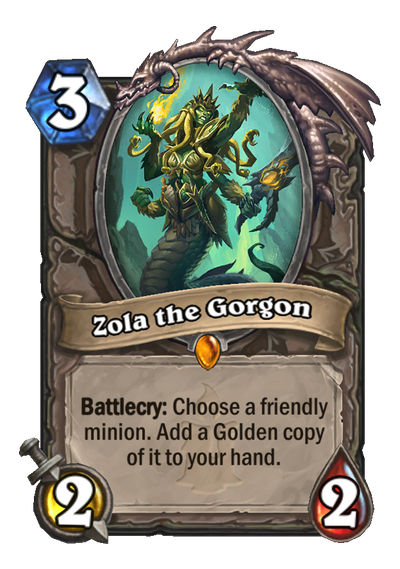 3
Zola the Gorgon
Battlecry: Choose a friendly
minion. Add a Golden copy
of it to your hand.
2
2